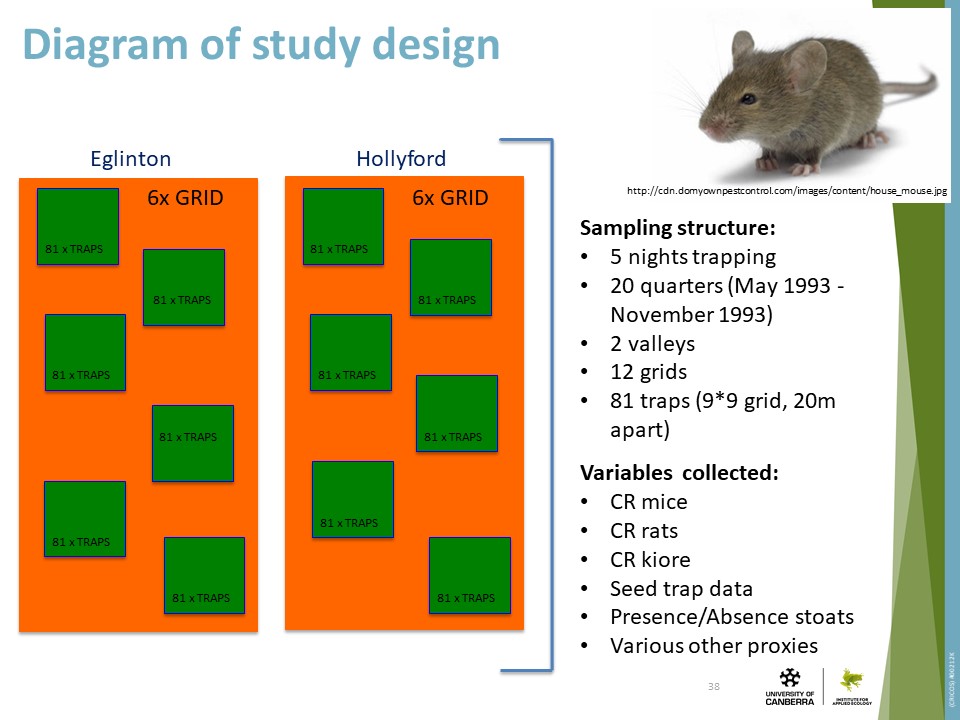 Diagram of study design
http://cdn.domyownpestcontrol.com/images/content/house_mouse.jpg
Eglinton
6x GRID
81 x TRAPS
81 x TRAPS
81 x TRAPS
81 x TRAPS
81 x TRAPS
81 x TRAPS
Hollyford
6x GRID
81 x TRAPS
81 x TRAPS
81 x TRAPS
81 x TRAPS
81 x TRAPS
81 x TRAPS
Sampling structure:
• 5 nights trapping
• 20 quarters (May 1993 -
November 1993)
• 2 valleys
• 12 grids
• 81 traps (9*9 grid, 20m
apart)
Variables collected:
• CR mice
• CR rats
• CR kiore
• Seed trap data
• Presence/Absence stoats
• Various other proxies
38
UNIVERSITY OF
CANBERRA
INSTITUTE FOR
APPLIED ECOLOGY